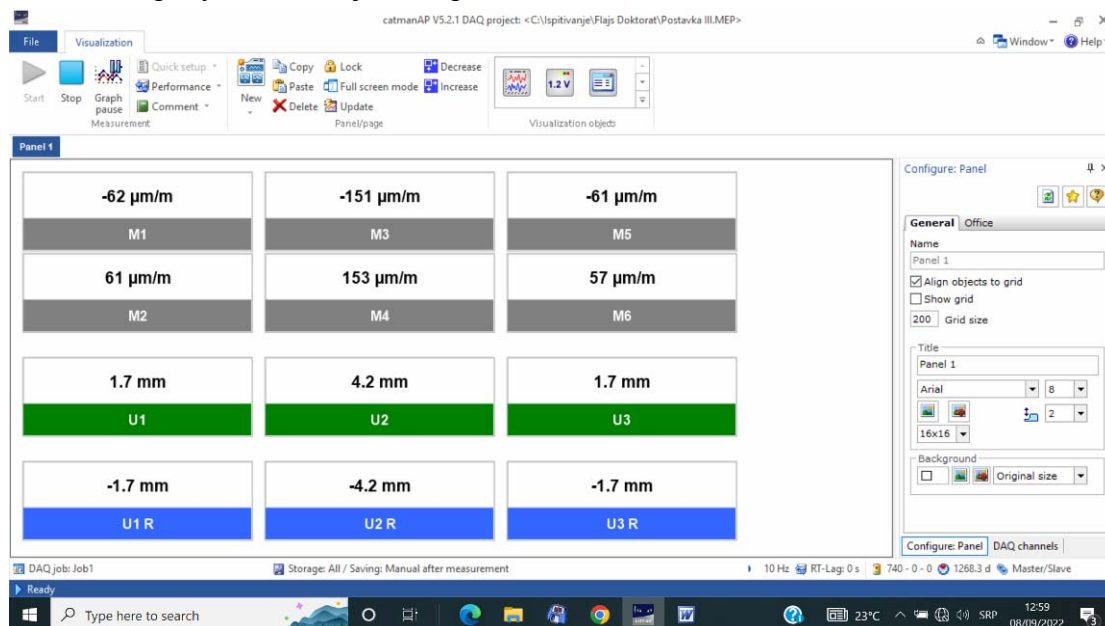 catmanAP V5.2.1 DAQ project: <C:\Ispitivanje\Flajs Doktorat\Postavka III.MEP>
File Visualization Window Help
Start Stop Graph pause Quick setup Performance Comment
Measurement
New Copy Paste Delete Lock Full screen mode Update Decrease Increase
Panel/page
1.2 V
Visualization objects
Panel 1
-62 µm/m -151 µm/m -61 µm/m
M1 M3 M5
61 µm/m 153 µm/m 57 µm/m
M2 M4 M6
1.7 mm 4.2 mm 1.7 mm
U1 U2 U3
-1.7 mm -4.2 mm -1.7 mm
U1 R U2 R U3 R
Configure: Panel
General Office
Name
Panel 1
Align objects to grid
Show grid
200 Grid size
Title
Panel 1
Arial 8
2
16x16
Background
Original size
Configure: Panel DAQ channels
DAQ job: Job1 Storage: All / Saving: Manual after measurement 10 Hz RT-Lag: 0 s 740 - 0 - 0 1268.3 d Master/Slave
Ready
Type here to search 23°C SRP 12:59
08/09/2022 3